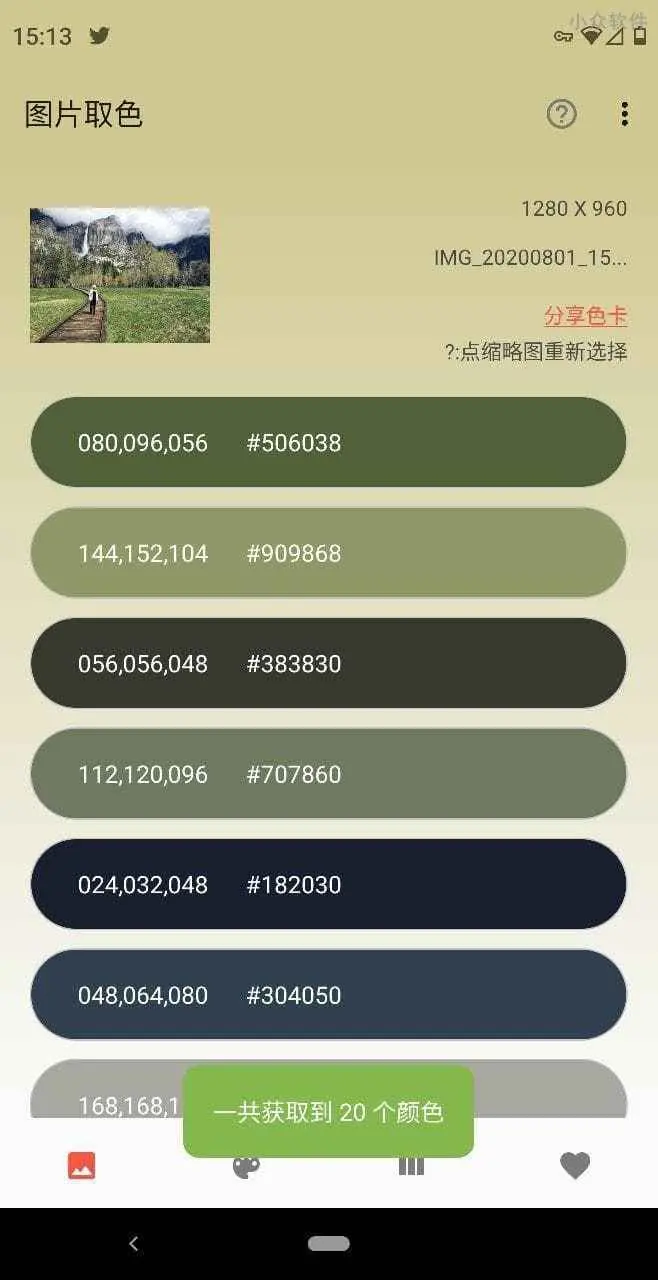 小众软件
15:13
图片取色
1280 X 960
IMG_20200801_15...
分享色卡
?:点缩略图重新选择
080,096,056 #506038
144,152,104 #909868
056,056,048 #383830
112,120,096 #707860
024,032,048 #182030
048,064,080 #304050
168,168,1
一共获取到 20 个颜色